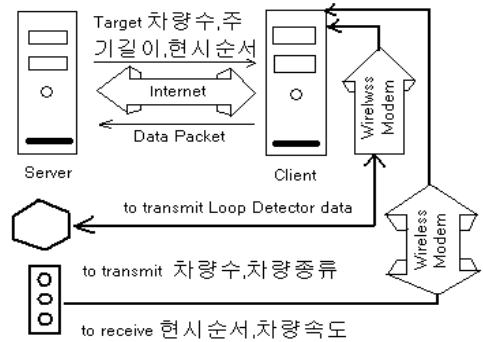 Target 차량수,주
기길이,현시순서
Internet
Data Packet
Server
Client
Wirelwss
Modem
to transmit Loop Detector data
Wireless
Modem
to transmit 차량수,차량종류
to receive 현시순서,차량속도